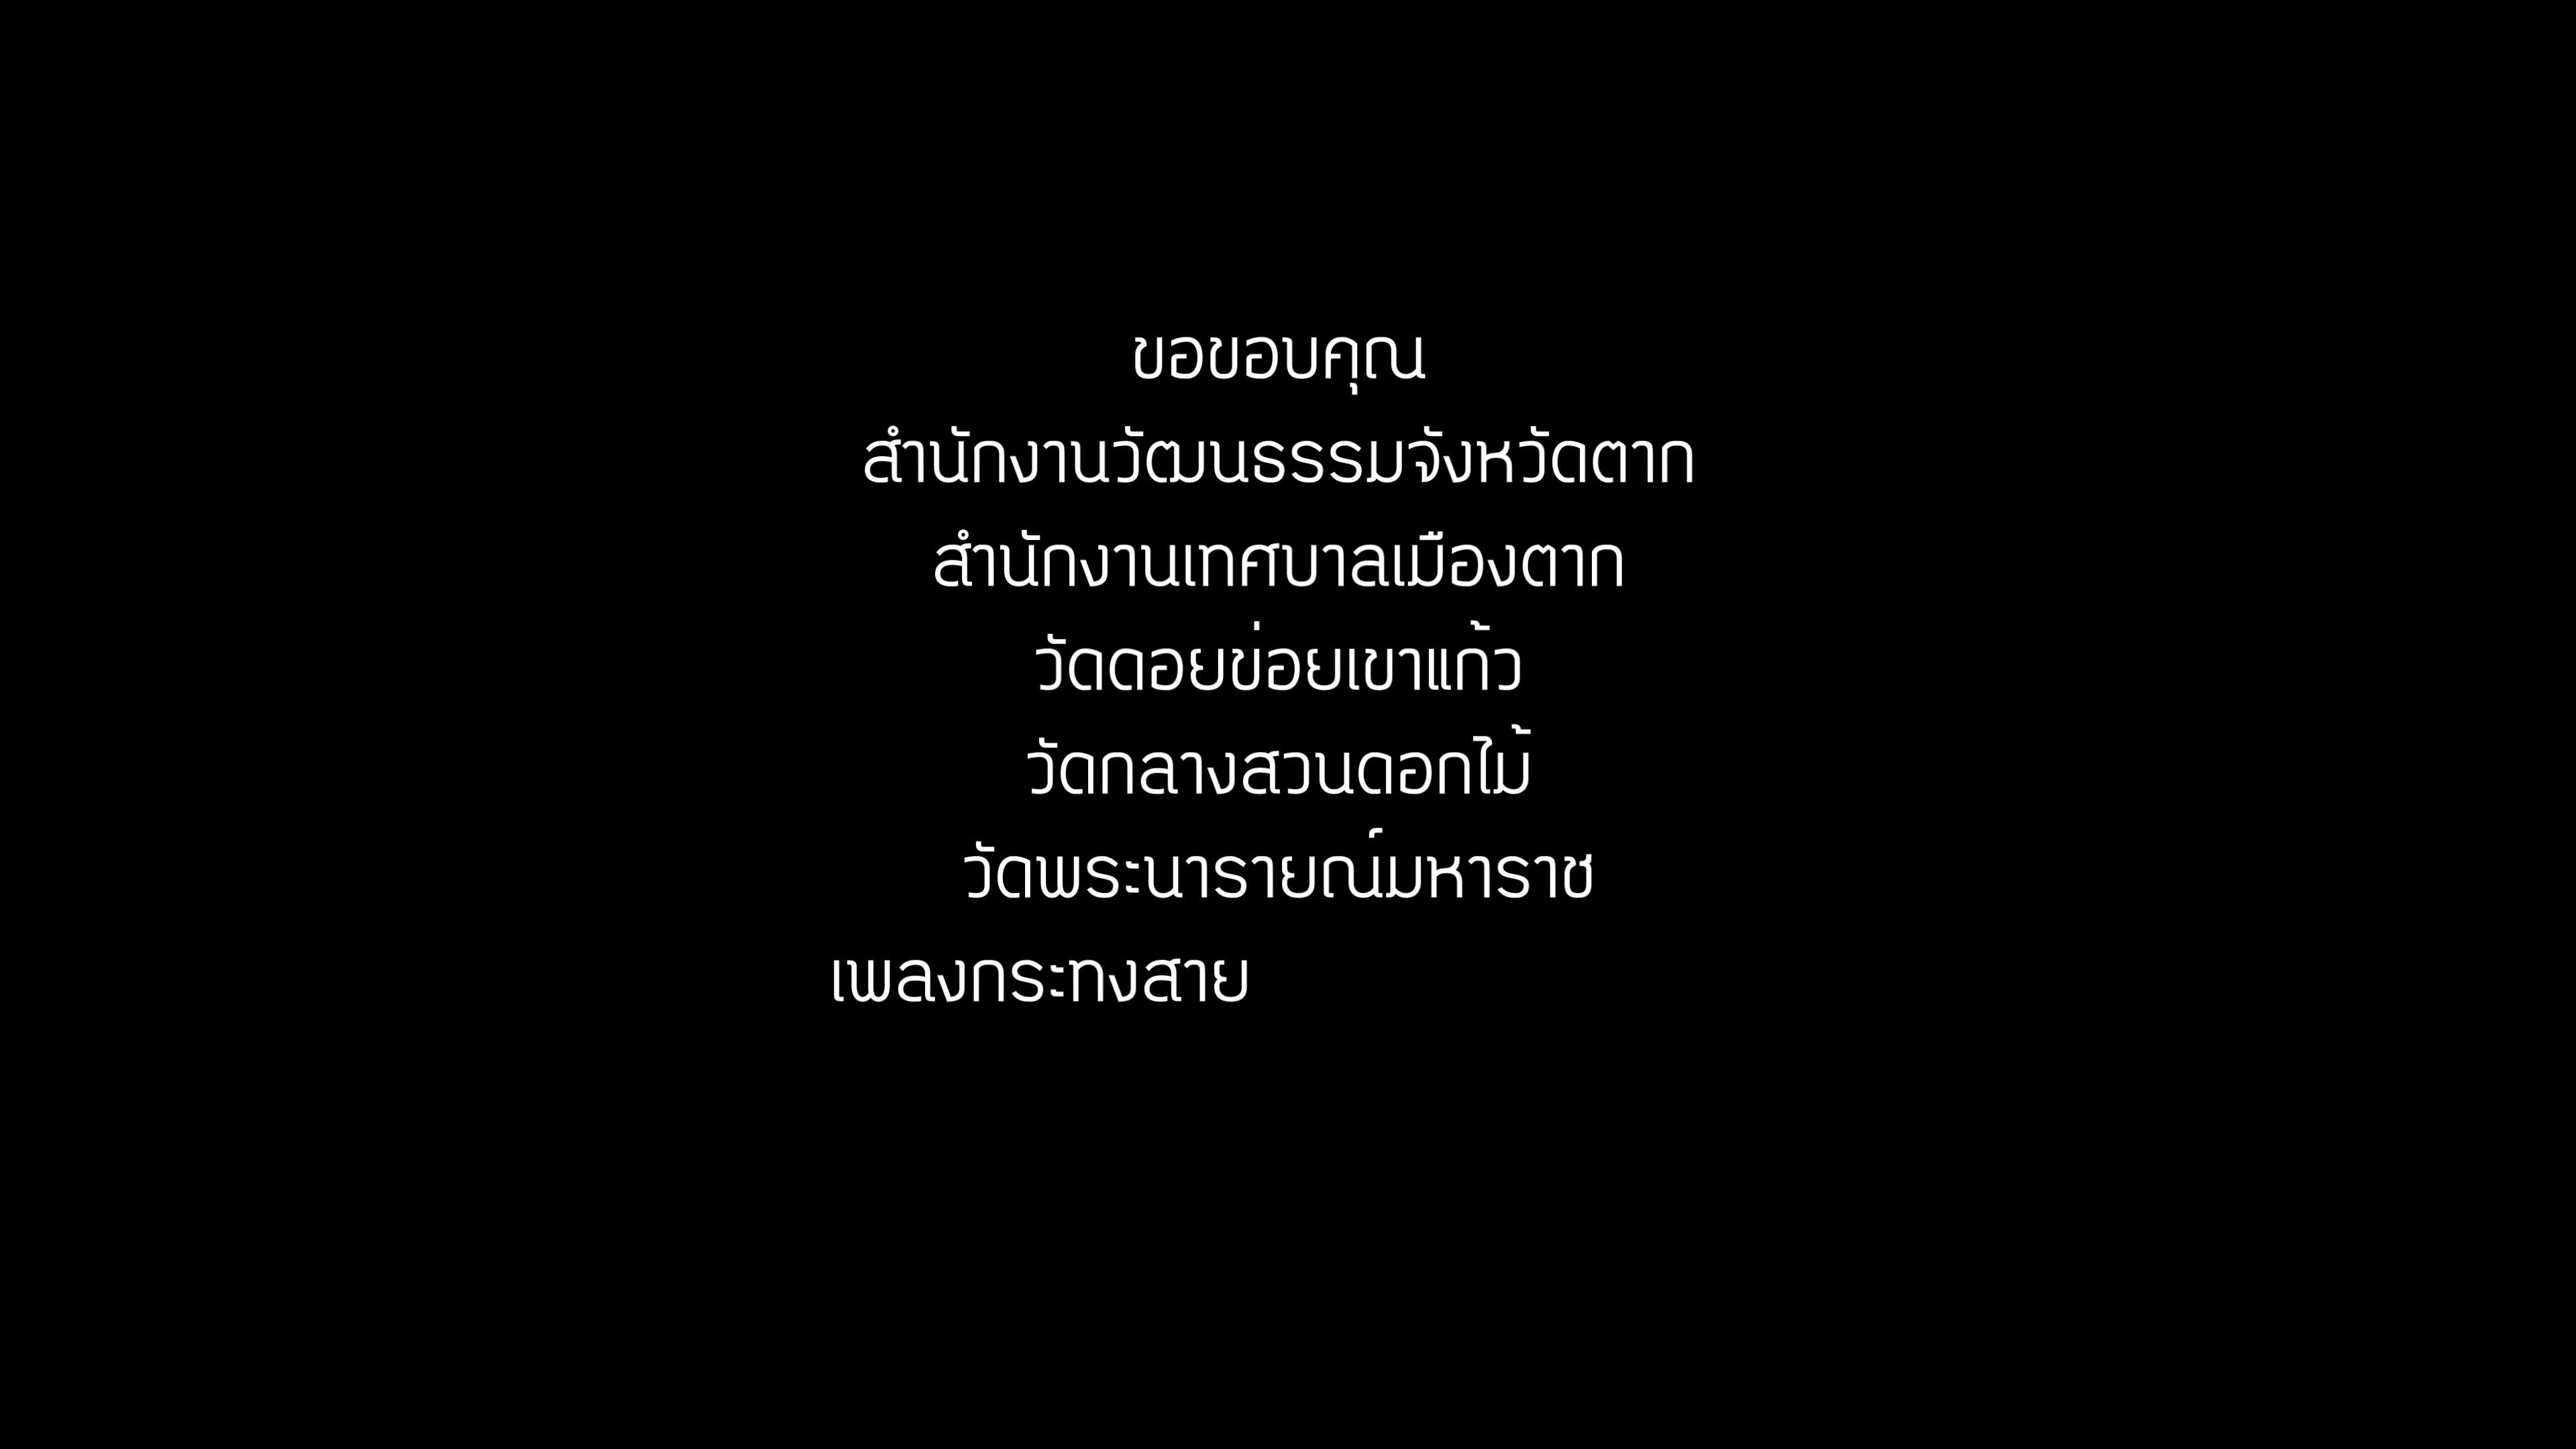 ขอขอบคุณ
สำนักงานวัฒนธรรมจังหวัดตาก
สำนักงานเทศบาลเมืองตาก
วัดดอยข่อยเขาแก้ว
วัดกลางสวนดอกไม้
วัดพระนารายณ์มหาราช
เพลงกระทงสาย